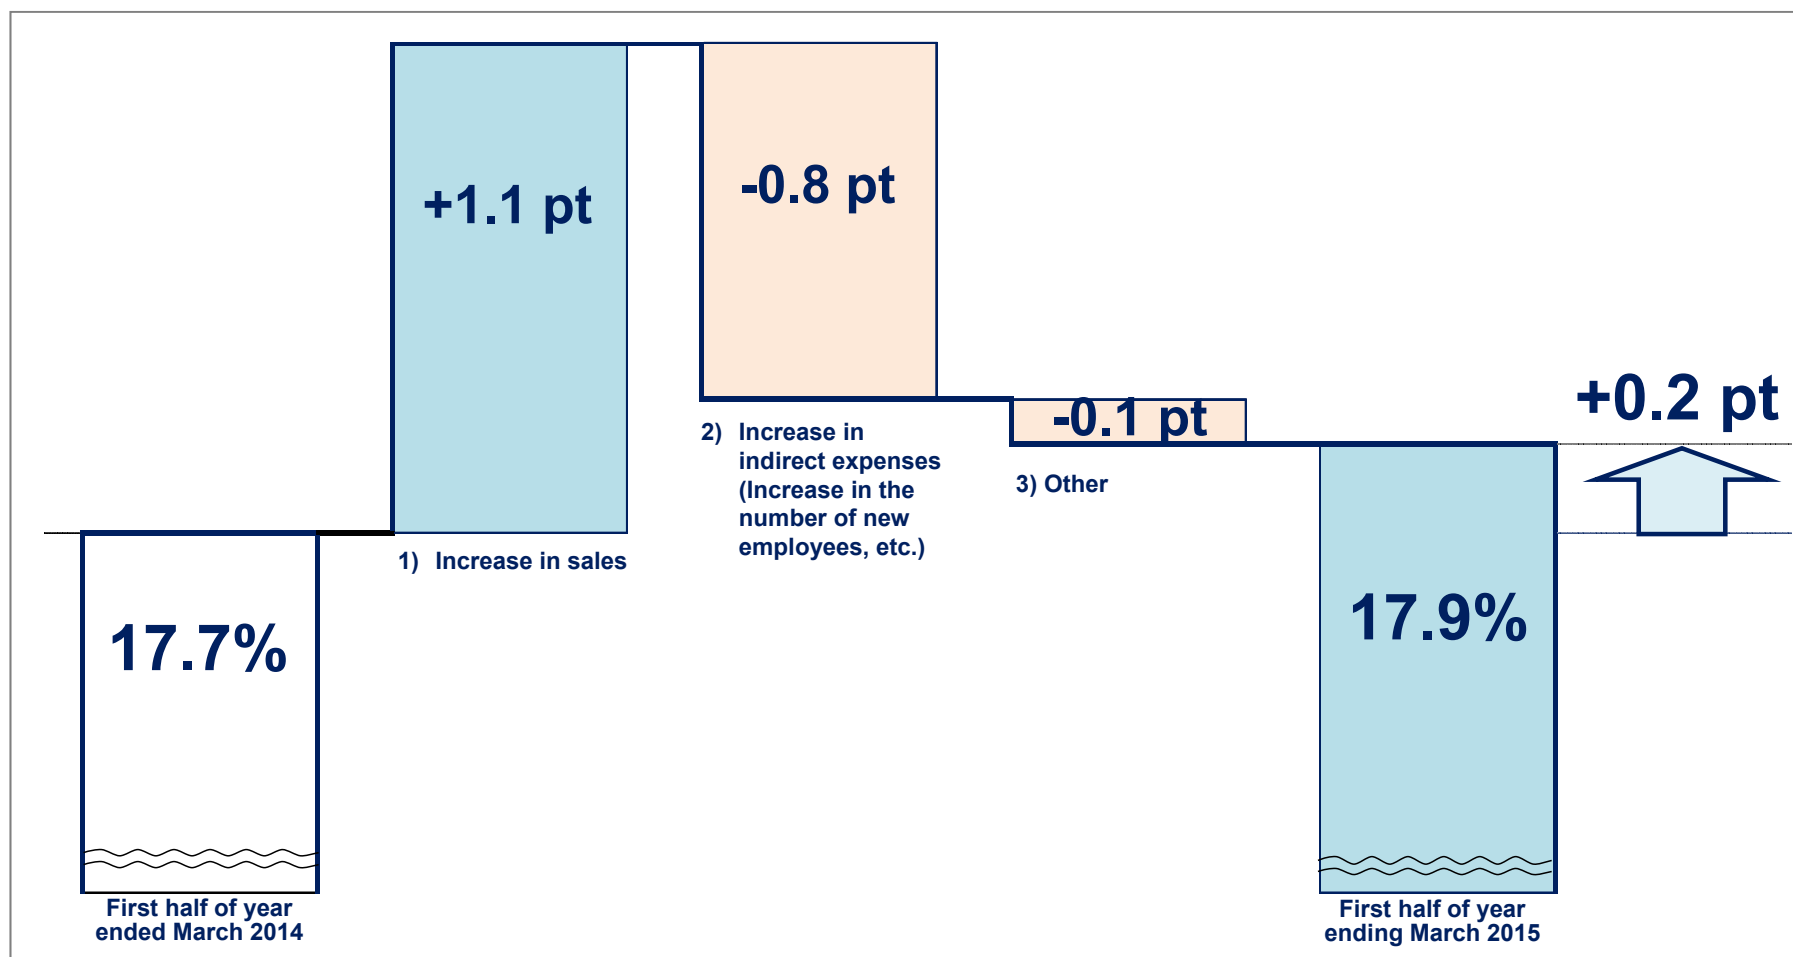 +1.1 pt
-0.8 pt
+0.2 pt
-0.1 pt
2) Increase in
indirect expenses
(Increase in the
number of new
employees, etc.)
3) Other
1) Increase in sales
17.7%
17.9%
First half of year
ended March 2014
First half of year
ending March 2015